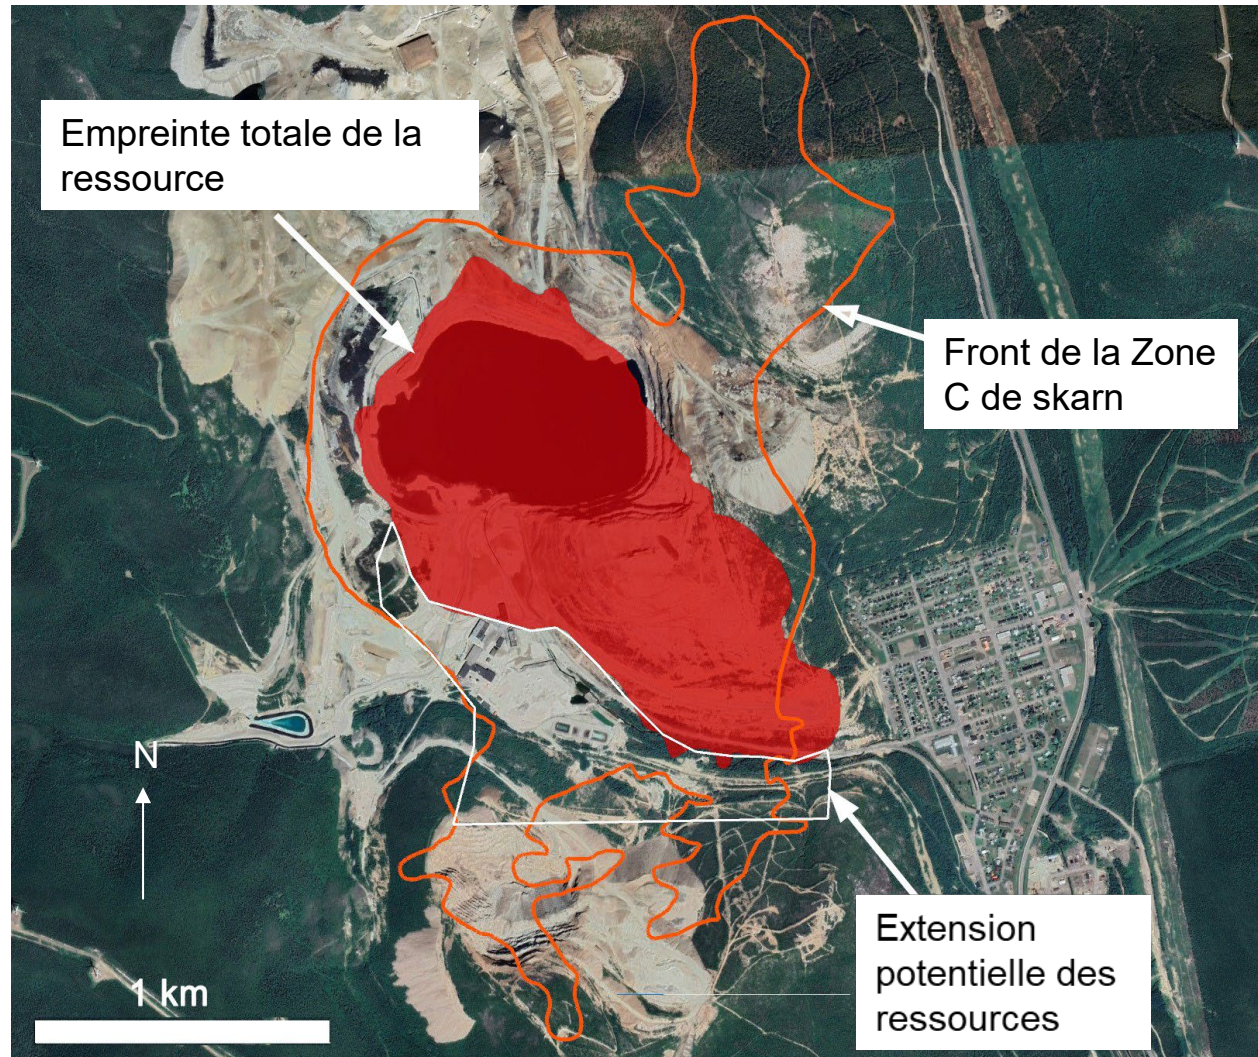 Empreinte totale de la
ressource
Front de la Zone
C de skarn
N
Extension
potentielle des
ressources
1 km